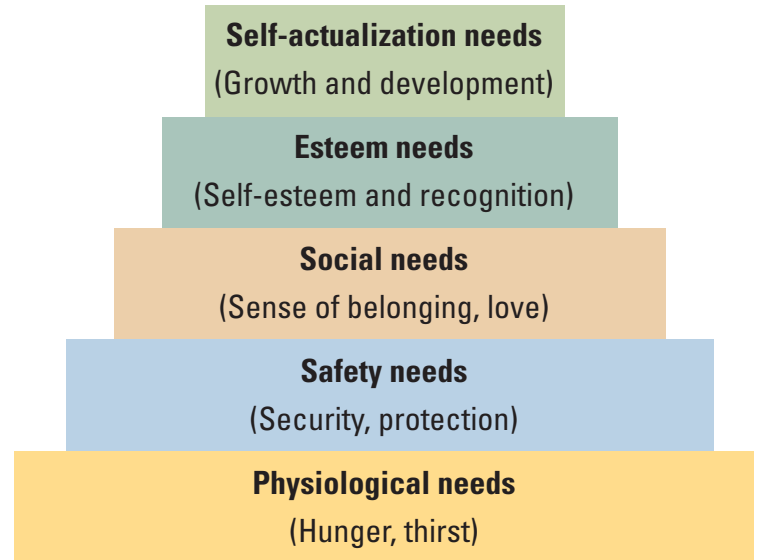 Self-actualization needs
(Growth and development)
Esteem needs
(Self-esteem and recognition)
Social needs
(Sense of belonging, love)
Safety needs
(Security, protection)
Physiological needs
(Hunger, thirst)